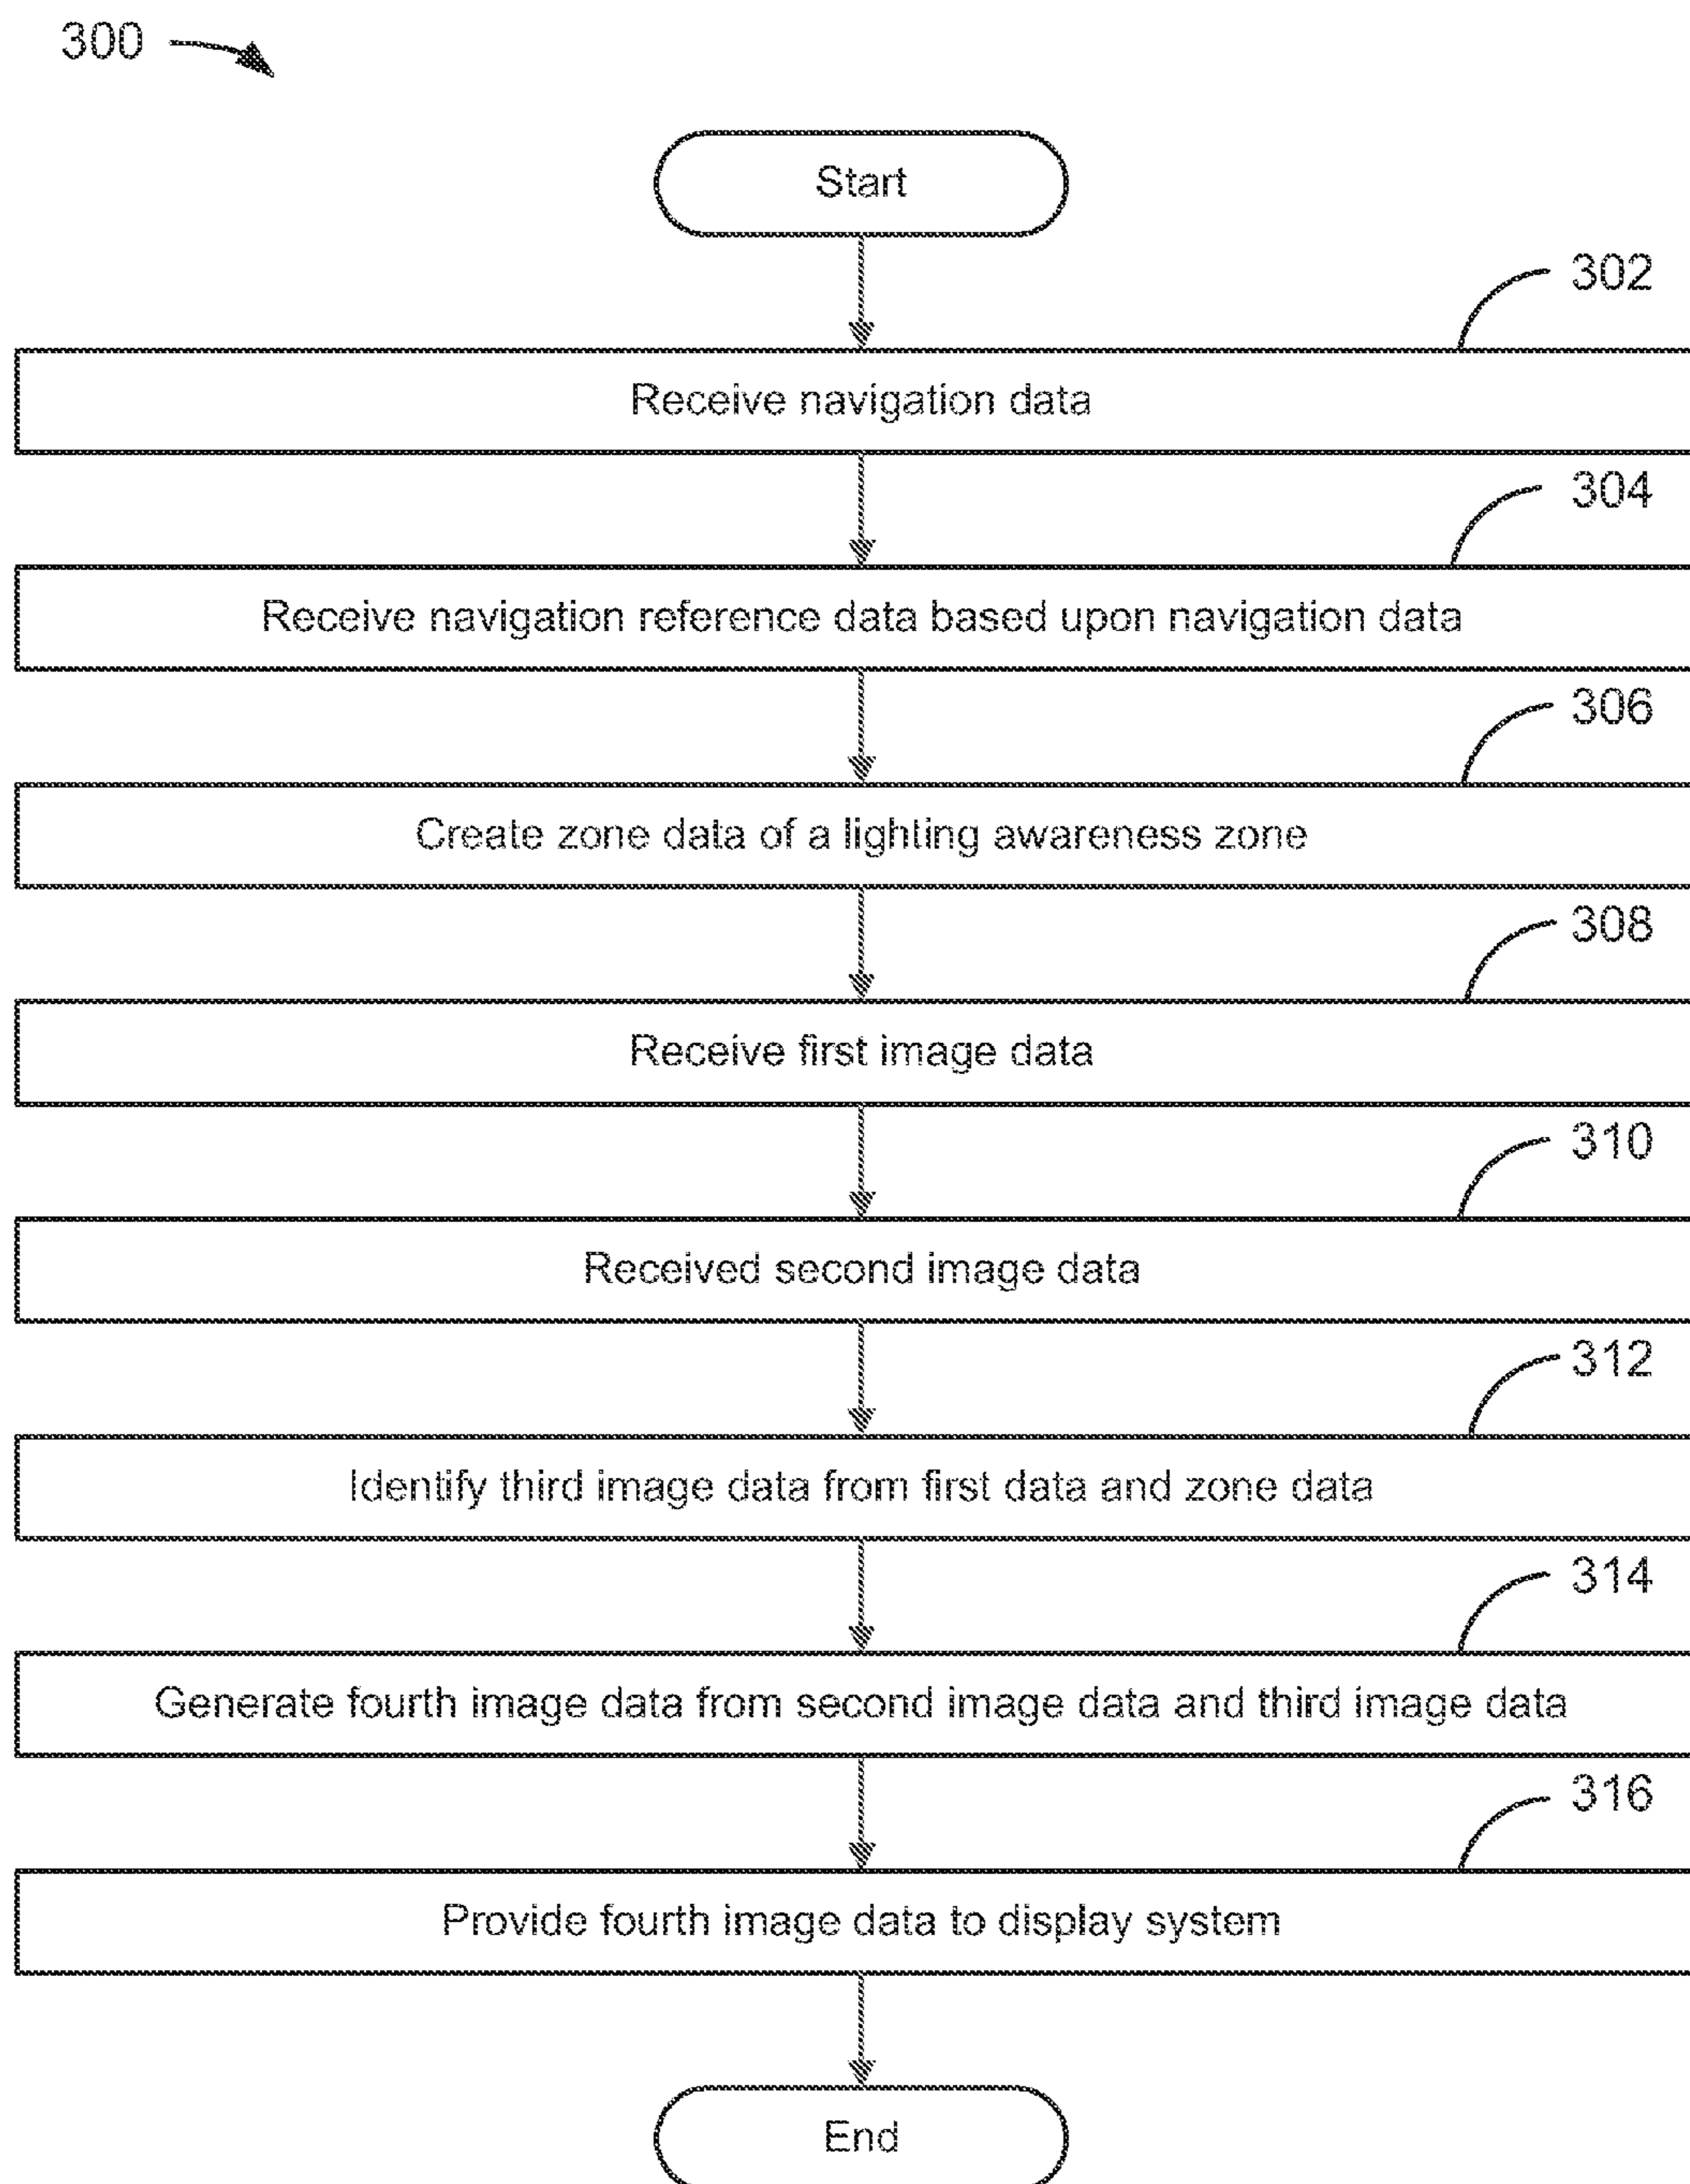 300
Start
302
Receive navigation data
304
Receive navigation reference data based upon navigation data
306
Create zone data of a lighting awareness zone
308
Receive first image data
310
Received second image data
312
Identify third image data from first data and zone data
314
Generate fourth image data from second image data and third image data
316
Provide fourth image data to display system
End